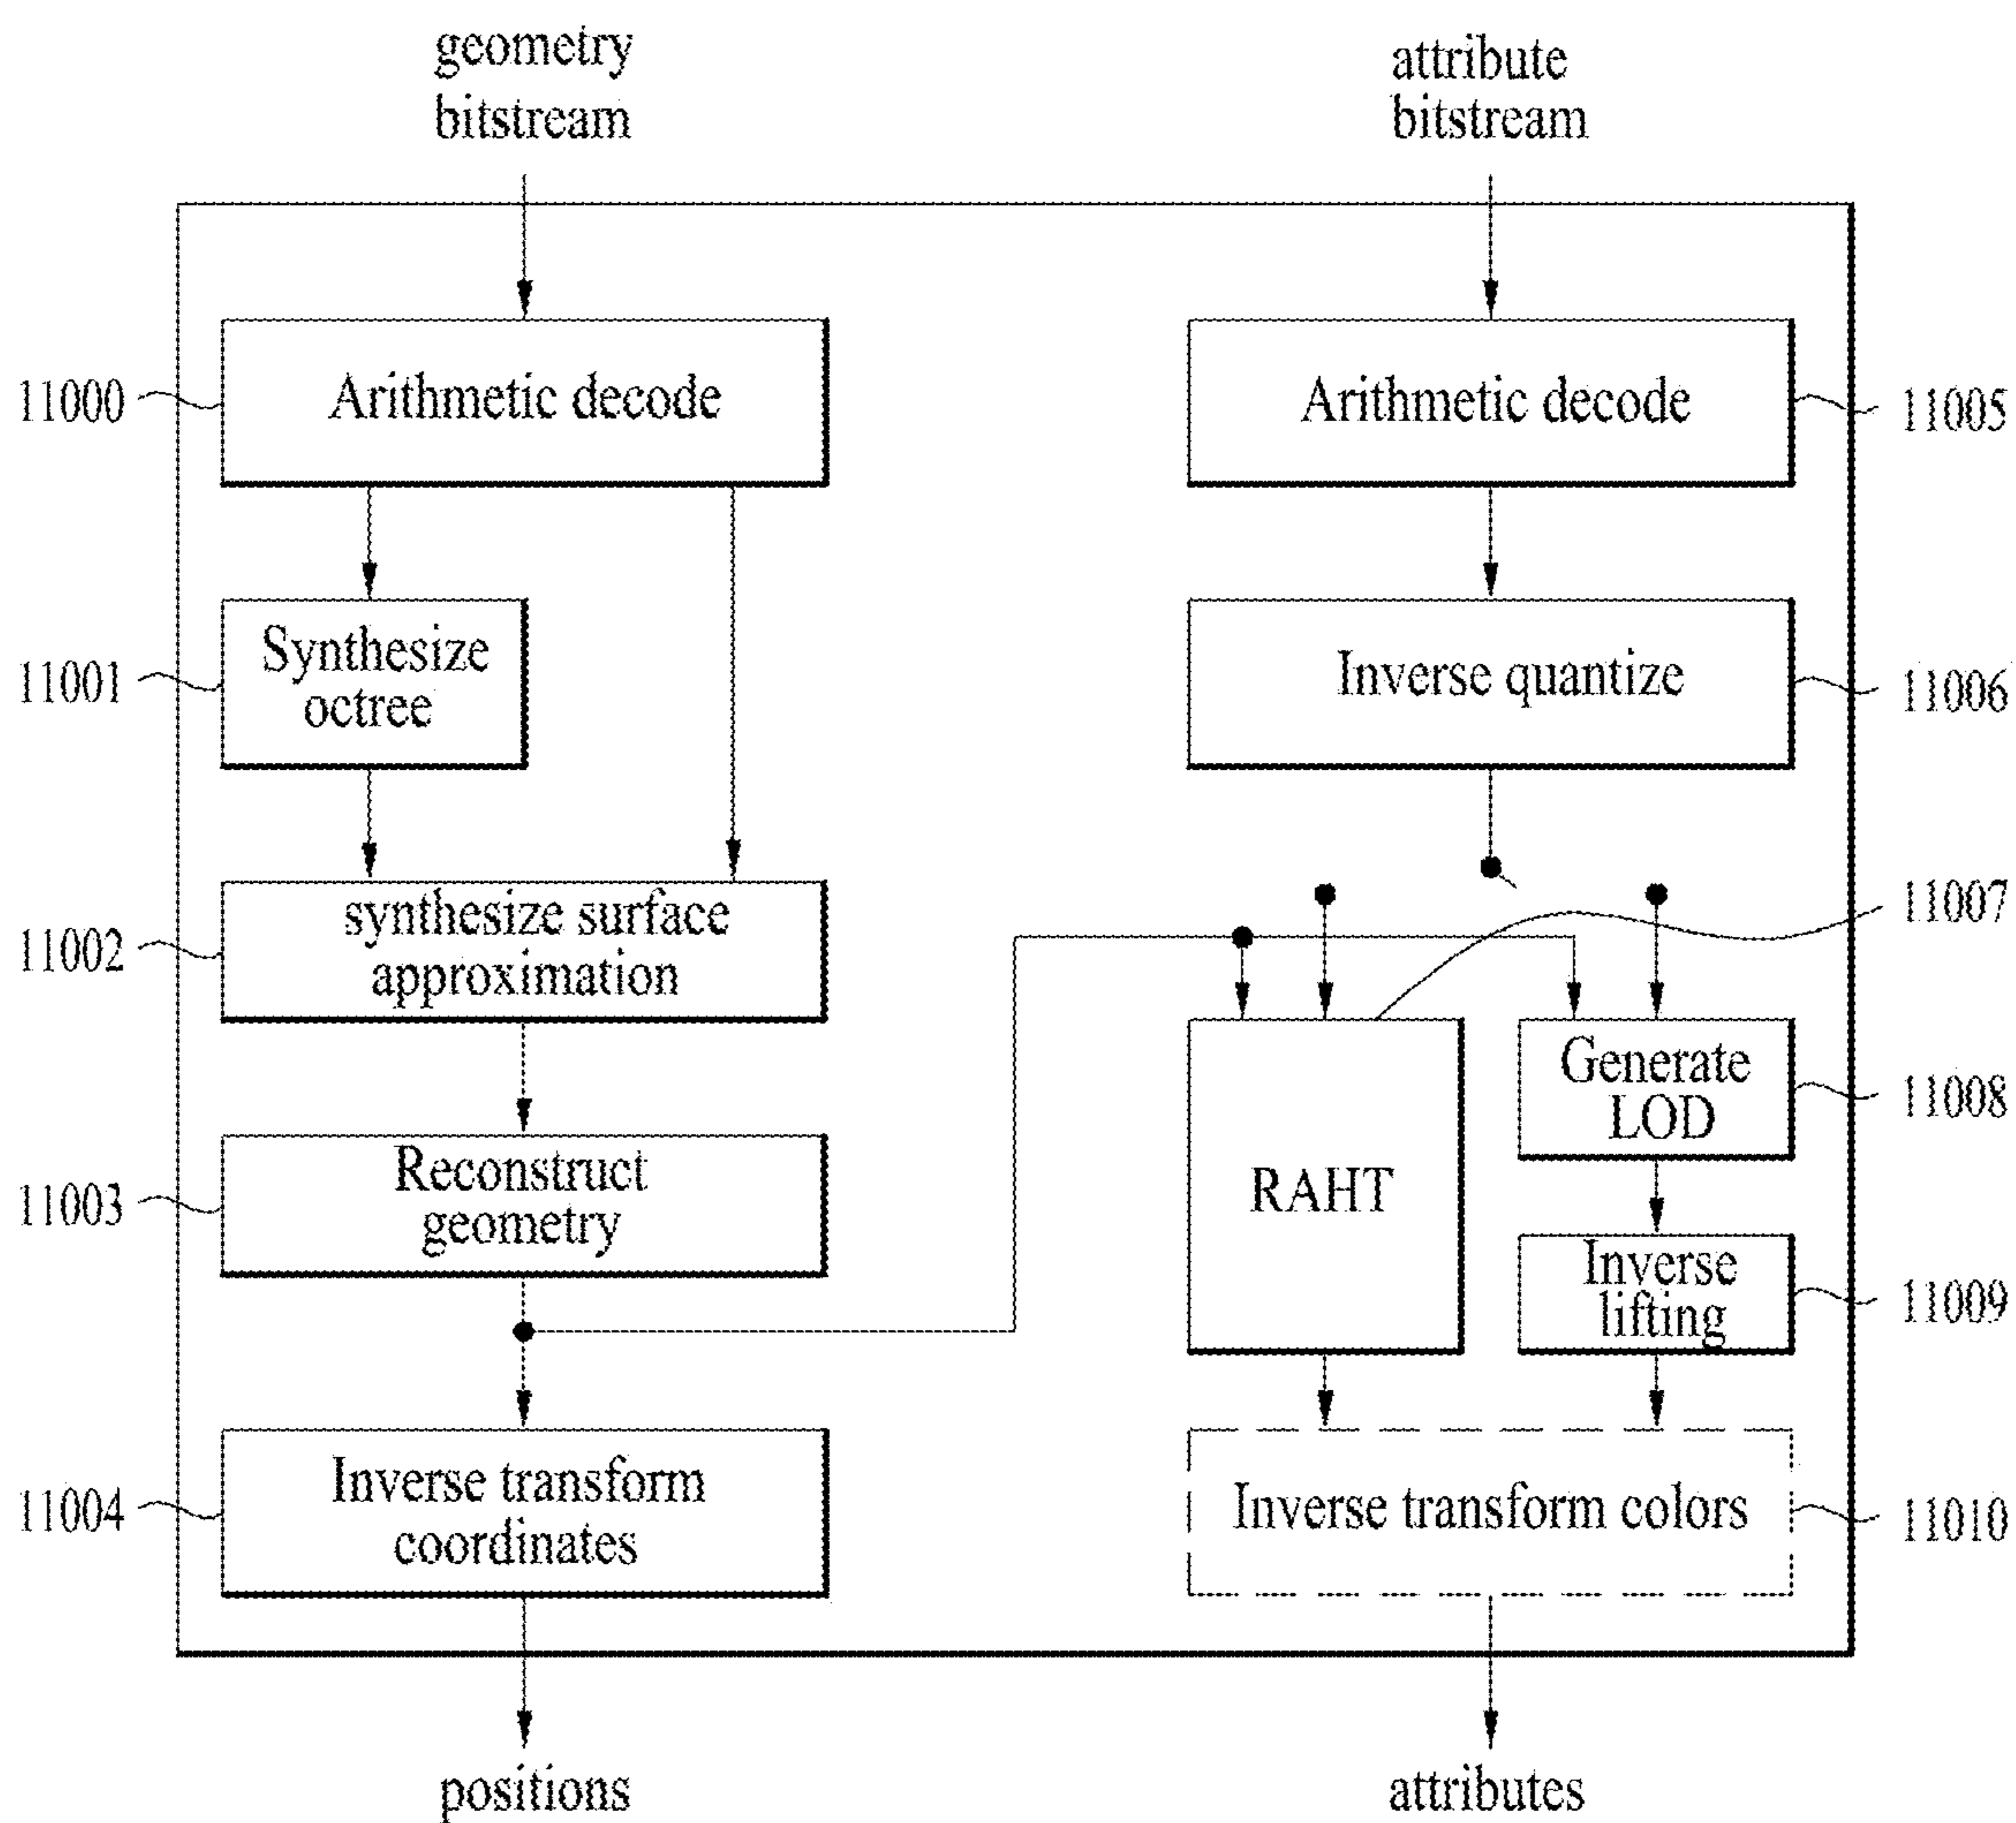 geometry
bitstream
attribute
bitstream
11000
Arithmetic decode
Arithmetic decode
11005
11001
Synthesize
octree
Inverse quantize
11006
11002
synthesize surface
approximation
11007
Generate
LOD
11008
RAHT
11003
Reconstruct
geometry
Inverse
lifting
11009
11004
Inverse transform
coordinates
Inverse transform colors
11010
positions
attributes